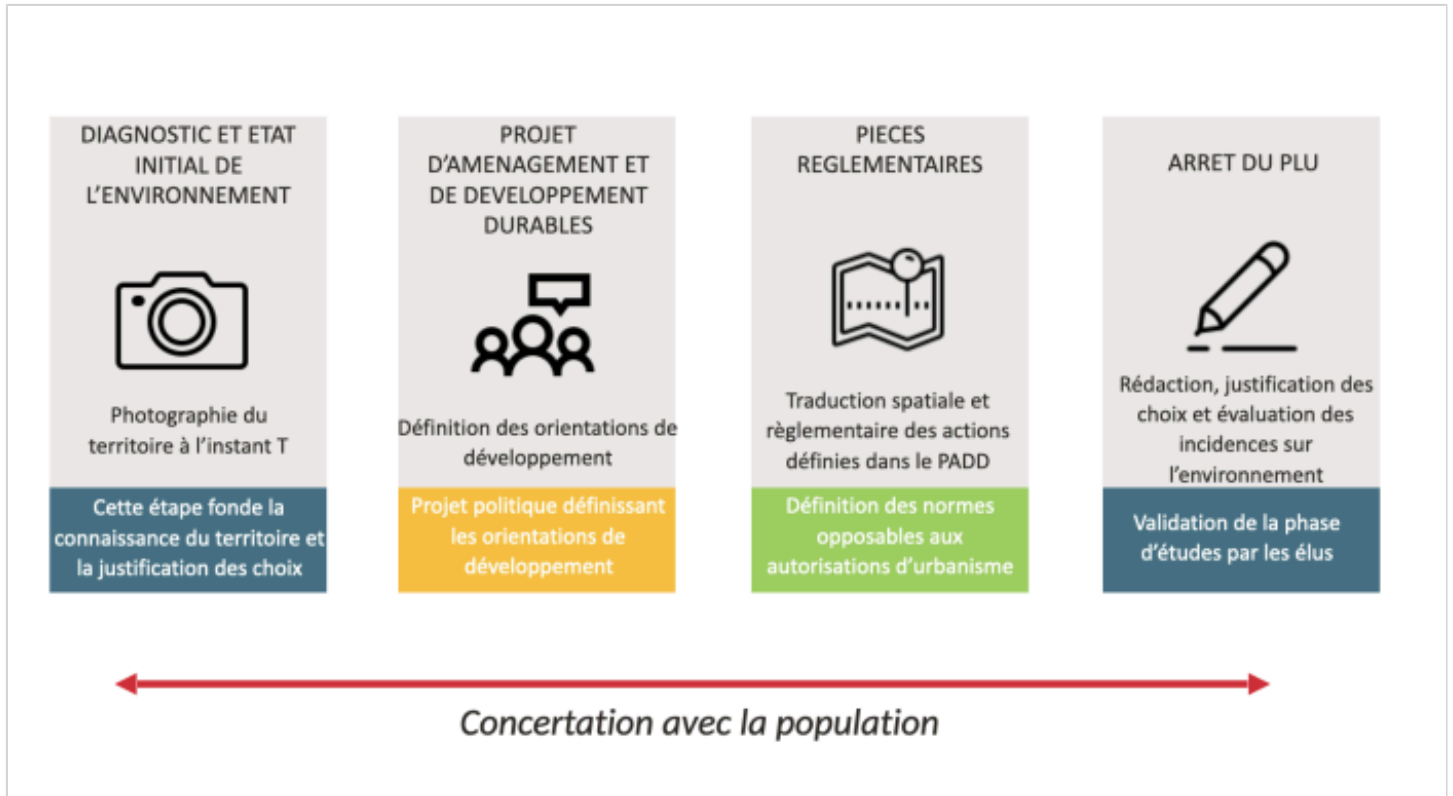 DIAGNOSTIC ET ETAT
INITIAL DE
L'ENVIRONNEMENT
Photographie du
territoire à l'instant T
Cette étape fonde la
connaissance du territoire et
la justification des choix
PROJET
D'AMENAGEMENT ET
DE DEVELOPPEMENT
DURABLES
Définition des orientations de
développement
Projet politique définissant
les orientations de
développement
PIECES
REGLEMENTAIRES
Traduction spatiale et
règlementaire des actions
définies dans le PADD
Définition des normes
opposables aux
autorisations d'urbanisme
ARRET DU PLU
Rédaction, justification des
choix et évaluation des
incidences sur
l'environnement
Validation de la phase
d'études par les élus
Concertation avec la population